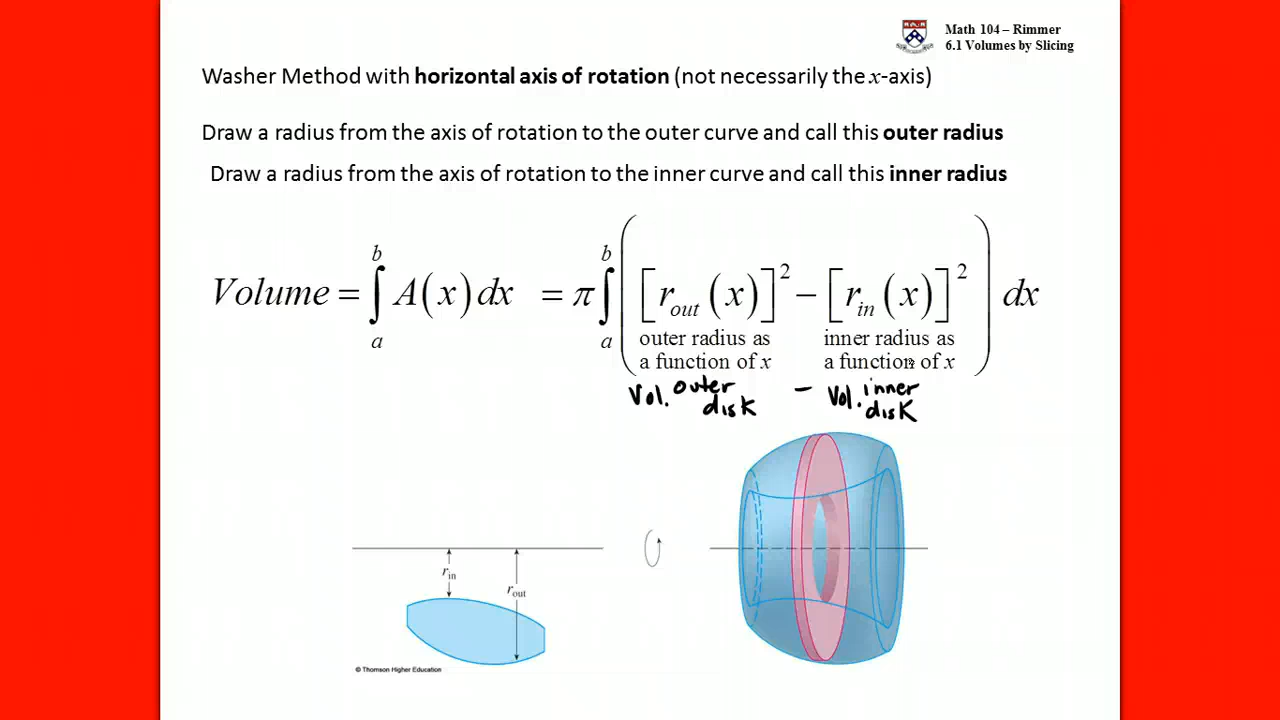 Math 104 – Rimmer
6.1 Volumes by Slicing
Washer Method with horizontal axis of rotation (not necessarily the x-axis)
Draw a radius from the axis of rotation to the outer curve and call this outer radius
Draw a radius from the axis of rotation to the inner curve and call this inner radius
Volume = ∫_a^b A(x) dx = π ∫_a^b ( [r_out (x)]^2 − [r_in (x)]^2 ) dx
outer radius as a function of x
inner radius as a function of x
Vol. outer disk − Vol. inner disk
r_in
r_out
© Thomson Higher Education